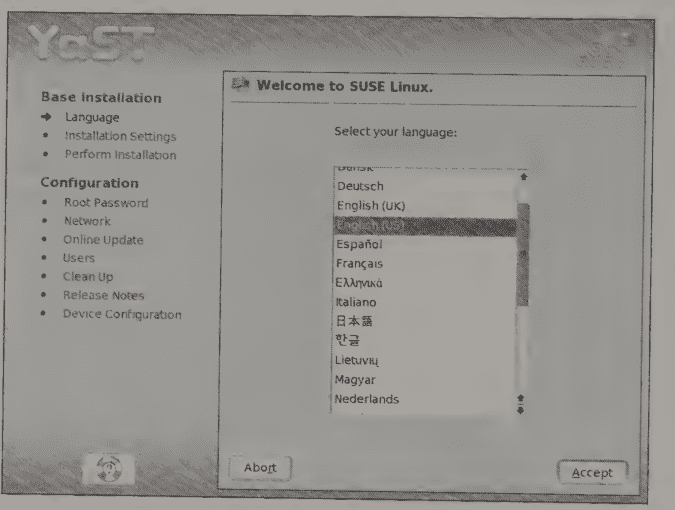 YaST
Base Installation
Language
Installation Settings
Perform Installation
Configuration
Root Password
Network
Online Update
Users
Clean Up
Release Notes
Device Configuration
Welcome to SUSE Linux.
Select your language:
Dansk
Deutsch
English (UK)
English (US)
Español
Français
Ελληνικά
Italiano
日本語
한글
Lietuvių
Magyar
Nederlands
Abort
Accept